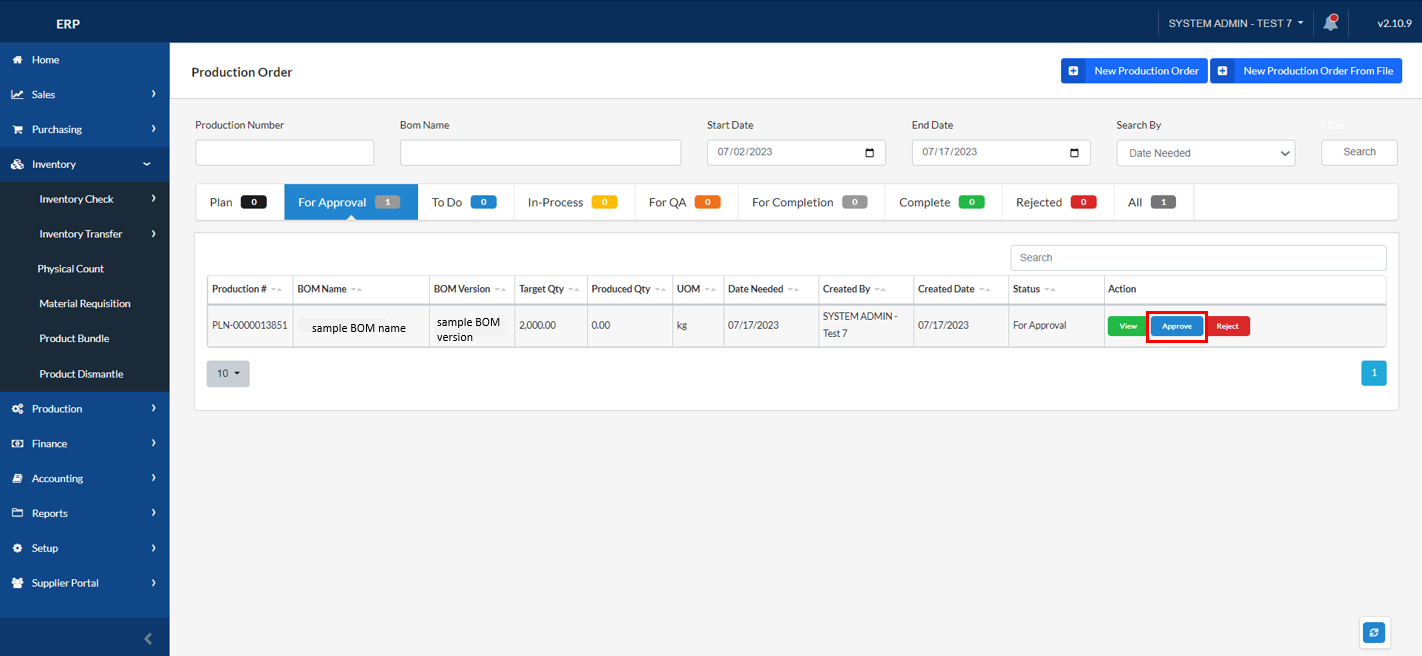 ERP
SYSTEM ADMIN - TEST 7
v2.10.9
Home
Sales
Purchasing
Inventory
Inventory Check
Inventory Transfer
Physical Count
Material Requisition
Product Bundle
Product Dismantle
Production
Finance
Accounting
Reports
Setup
Supplier Portal
Production Order
New Production Order
New Production Order From File
Production Number
Bom Name
Start Date
End Date
Search By
Filter
07/02/2023
07/17/2023
Date Needed
Search
Plan 0
For Approval 1
To Do 0
In-Process 0
For QA 0
For Completion 0
Complete 0
Rejected 0
All 1
Search
Production # BOM Name BOM Version Target Qty Produced Qty UOM Date Needed Created By Created Date Status Action
PLN-0000013851
sample BOM name
sample BOM
version
2,000.00
0.00
kg
07/17/2023
SYSTEM ADMIN -
Test 7
07/17/2023
For Approval
View
Approve
Reject
10
1